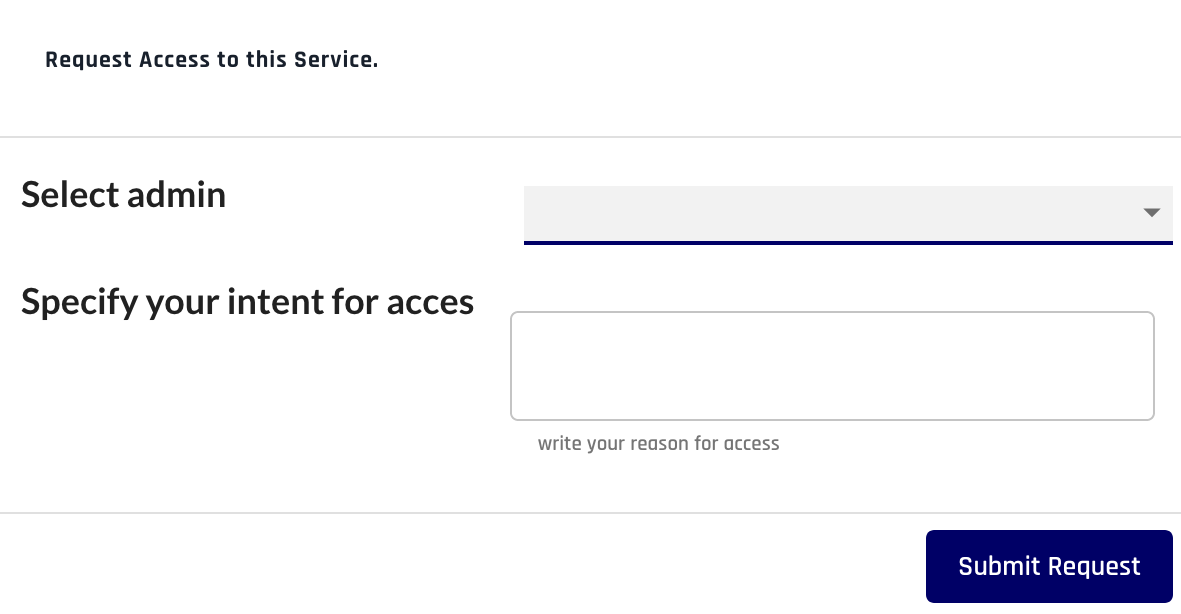 Request Access to this Service.
Select admin
Specify your intent for acces
write your reason for access
Submit Request